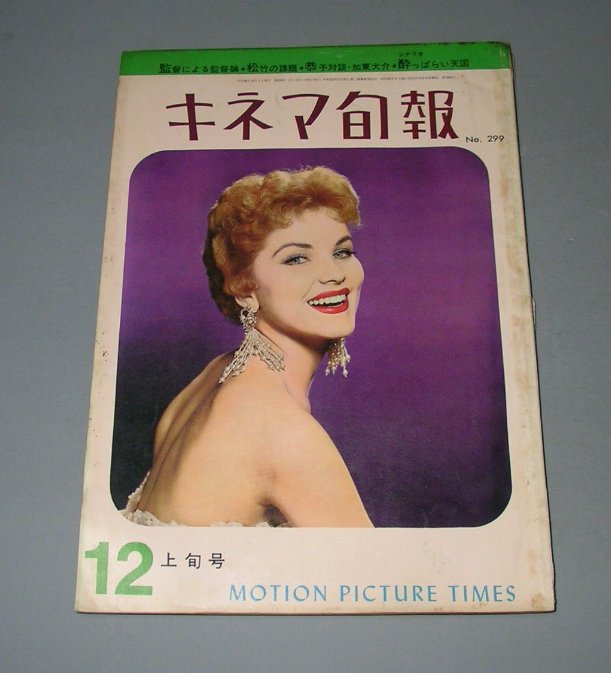 シナリオ
監督による監督論★松竹の課題★恭子対談・加東大介★酔っぱらい天国
キネマ旬報
No. 299
12 上旬号
MOTION PICTURE TIMES